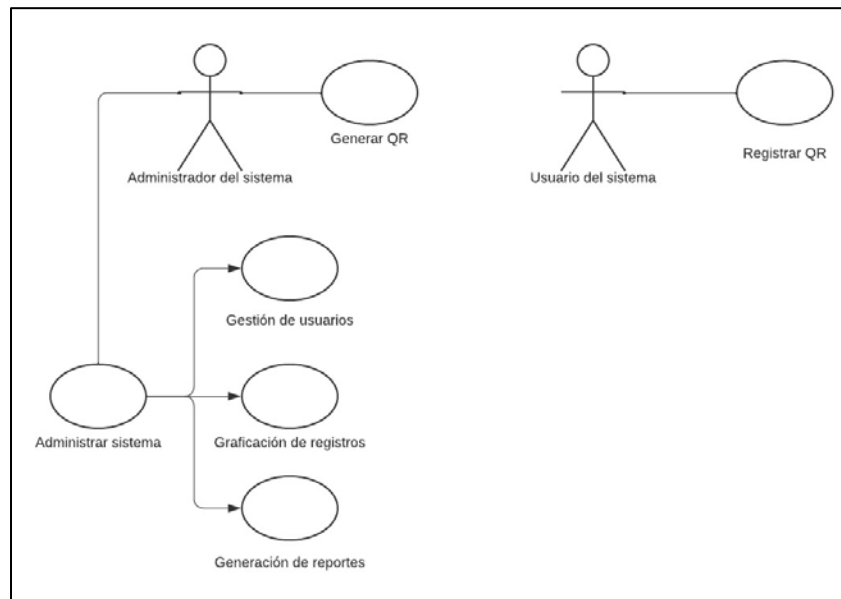 Generar QR
Administrador del sistema
Registrar QR
Usuario del sistema
Gestión de usuarios
Administrar sistema
Graficación de registros
Generación de reportes